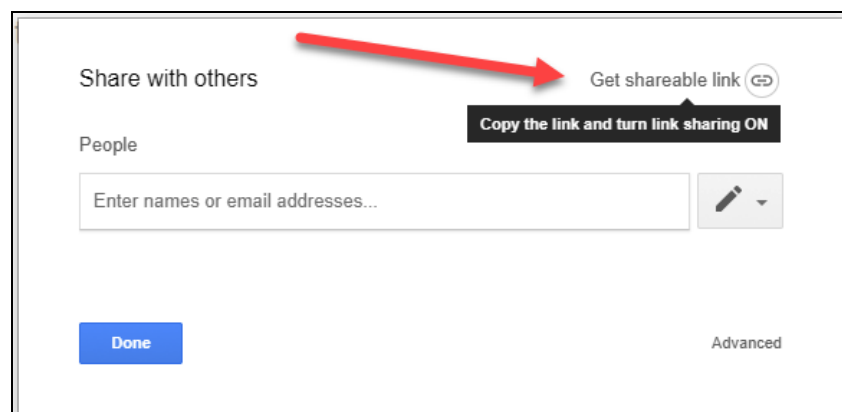 Share with others
Get shareable link
Copy the link and turn link sharing ON
People
Enter names or email addresses...
Done
Advanced